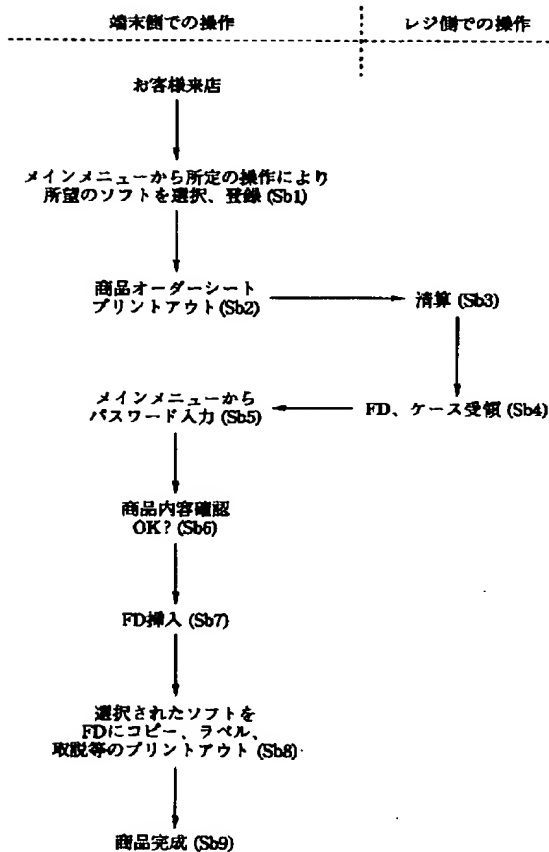 端末側での操作
レジ側での操作
お客様来店
メインメニューから所定の操作により
所望のソフトを選択、登録 (Sb1)
商品オーダーシート
プリントアウト(Sb2)
清算 (Sb3)
FD、ケース受領 (Sb4)
メインメニューから
パスワード入力 (Sb5)
商品内容確認
OK? (Sb6)
FD挿入 (Sb7)
選択されたソフトを
FDにコピー、ラベル、
取説等のプリントアウト (Sb8)
商品完成 (Sb9)